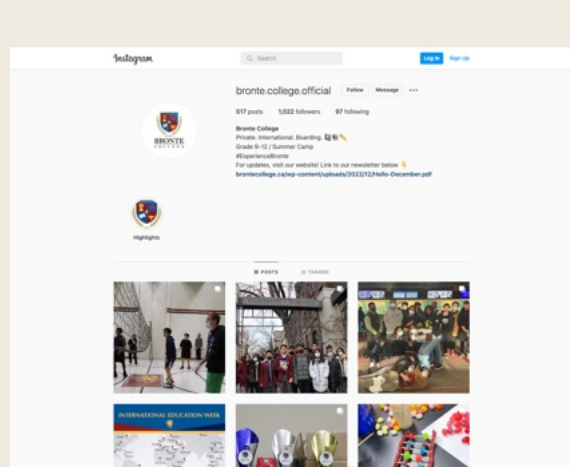 Instagram
Search
Log In
Sign Up
bronte.college.official
Follow
Message
517 posts 1,022 followers 97 following
Bronte College
Private. International. Boarding.
Grade 9-12 / Summer Camp
#ExperienceBronte
For updates, visit our website! Link to our newsletter below 👇
brontecollege.ca/wp-content/uploads/2022/12/Hello-December.pdf
BRONTE
COLLEGE
Highlights
POSTS
TAGGED
INTERNATIONAL EDUCATION WEEK